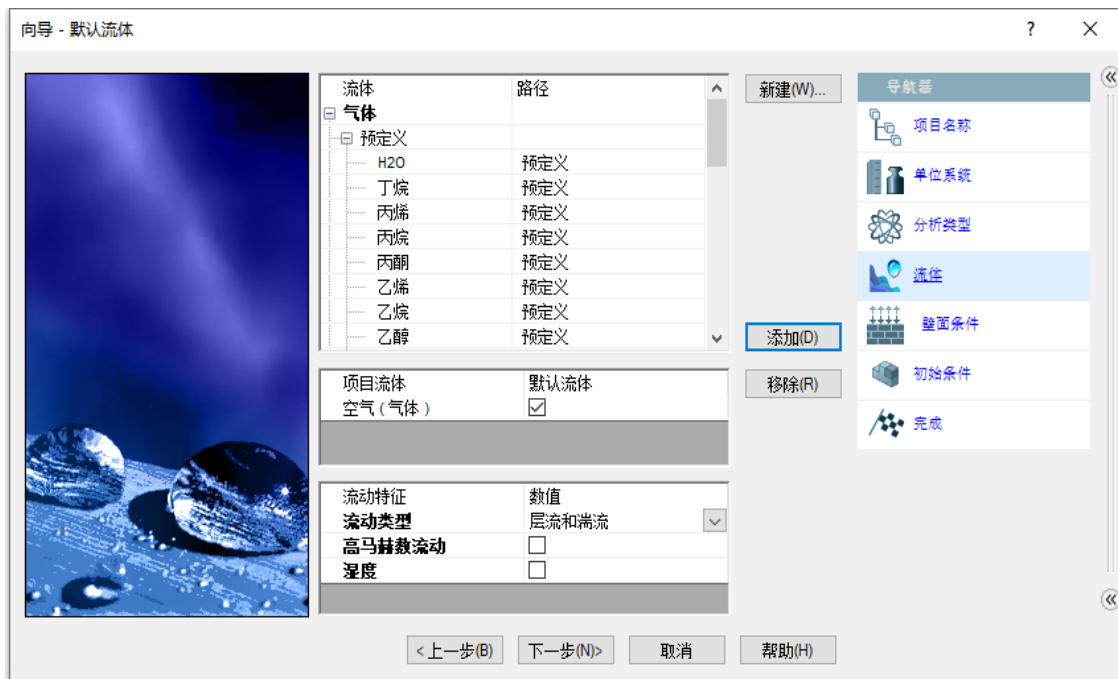 向导 - 默认流体
?
流体 路径
气体
预定义
H2O 预定义
丁烷 预定义
丙烯 预定义
丙烷 预定义
丙酮 预定义
乙烯 预定义
乙烷 预定义
乙醇 预定义
新建(W)...
添加(D)
移除(R)
项目流体 默认流体
空气 ( 气体 )
流动特征 数值
流动类型 层流和湍流
高马赫数流动
湿度
导航器
项目名称
单位系统
分析类型
流体
壁面条件
初始条件
完成
<上一步(B)
下一步(N)>
取消
帮助(H)